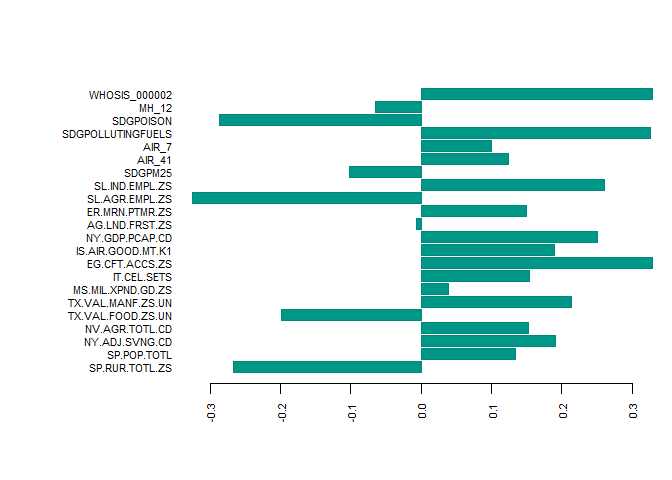 WHOSIS_000002
MH_12
SDGPOISON
SDGPOLLUTINGFUELS
AIR_7
AIR_41
SDGPM25
SL.IND.EMPL.ZS
SL.AGR.EMPL.ZS
ER.MRN.PTMR.ZS
AG.LND.FRST.ZS
NY.GDP.PCAP.CD
IS.AIR.GOOD.MT.K1
EG.CFT.ACCS.ZS
IT.CEL.SETS
MS.MIL.XPND.GD.ZS
TX.VAL.MANF.ZS.UN
TX.VAL.FOOD.ZS.UN
NV.AGR.TOTL.CD
NY.ADJ.SVNG.CD
SP.POP.TOTL
SP.RUR.TOTL.ZS
-0.3 -0.2 -0.1 0.0 0.1 0.2 0.3